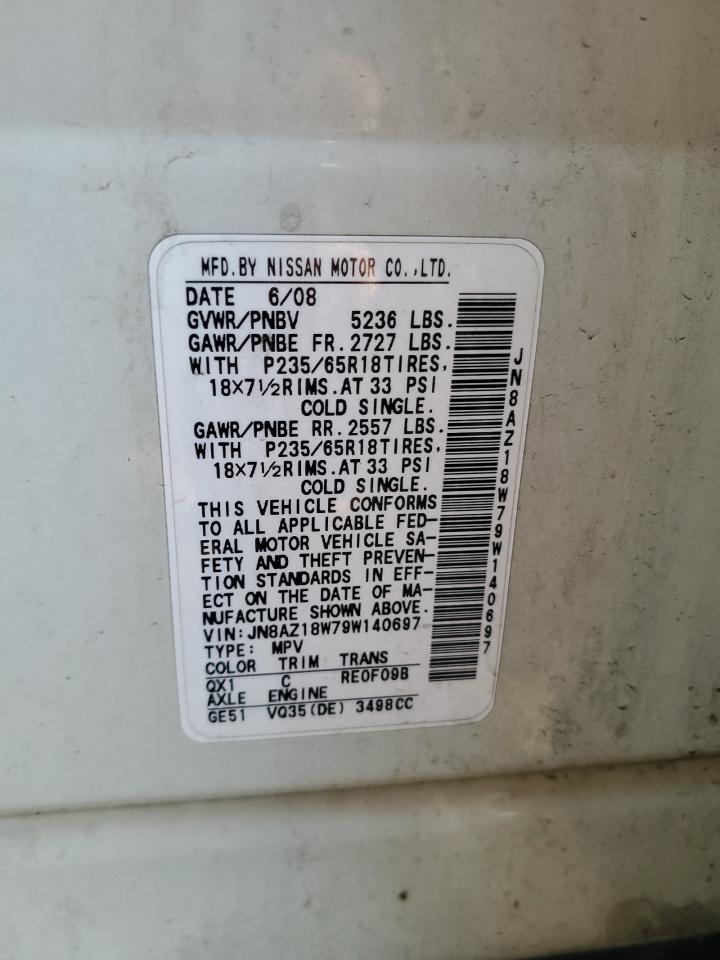 MFD.BY NISSAN MOTOR CO.,LTD.
DATE 6/08
GVWR/PNBV 5236 LBS.
GAWR/PNBE FR.2727 LBS.
WITH P235/65R18TIRES,
18×7½RIMS.AT 33 PSI
COLD SINGLE.
GAWR/PNBE RR.2557 LBS.
WITH P235/65R18TIRES,
18×7½RIMS.AT 33 PSI
COLD SINGLE.
THIS VEHICLE CONFORMS
TO ALL APPLICABLE FED-
ERAL MOTOR VEHICLE SA-
FETY AND THEFT PREVEN-
TION STANDARDS IN EFF-
ECT ON THE DATE OF MA-
NUFACTURE SHOWN ABOVE.
VIN:JN8AZ18W79W140697
TYPE: MPV
COLOR TRIM TRANS
QX1 C RE0F09B
AXLE ENGINE
GE51 VQ35(DE) 3498CC
JN8AZ18W79W140697